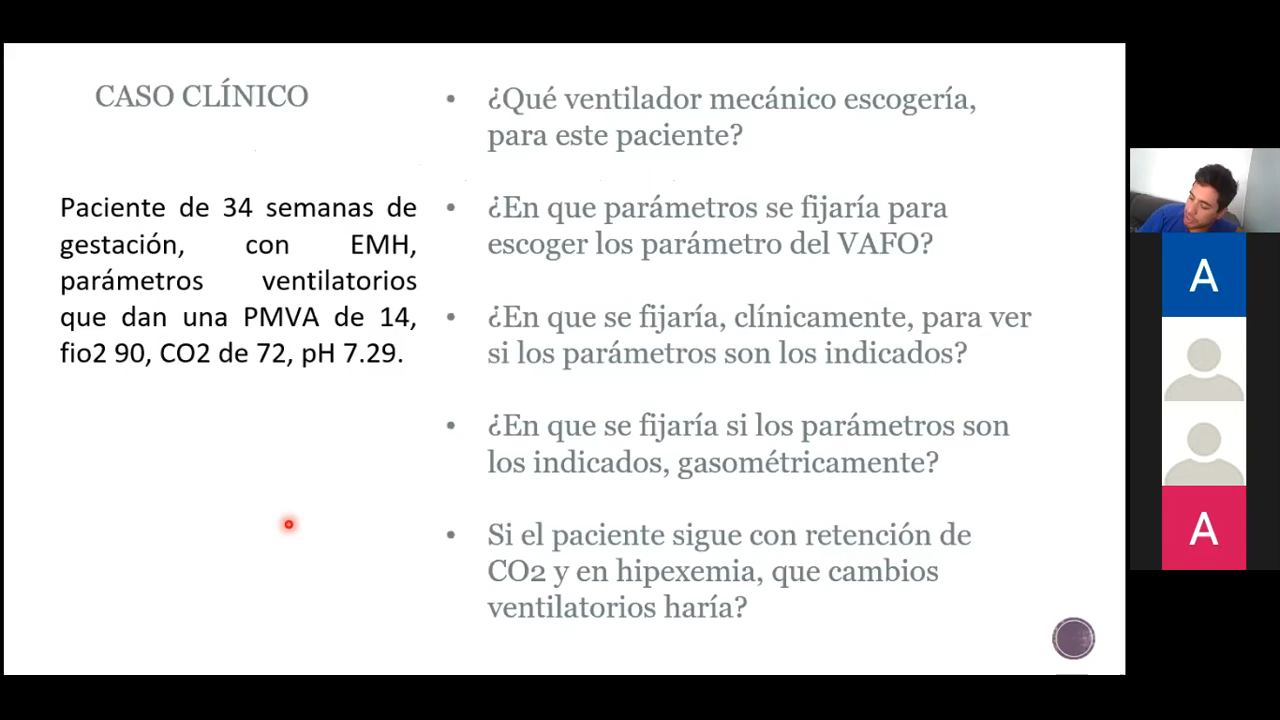 CASO CLÍNICO
Paciente de 34 semanas de
gestación, con EMH,
parámetros ventilatorios
que dan una PMVA de 14,
fio2 90, CO2 de 72, pH 7.29.
• ¿Qué ventilador mecánico escogería,
para este paciente?
• ¿En que parámetros se fijaría para
escoger los parámetro del VAFO?
• ¿En que se fijaría, clínicamente, para ver
si los parámetros son los indicados?
• ¿En que se fijaría si los parámetros son
los indicados, gasométricamente?
• Si el paciente sigue con retención de
CO2 y en hipexemia, que cambios
ventilatorios haría?
A
A